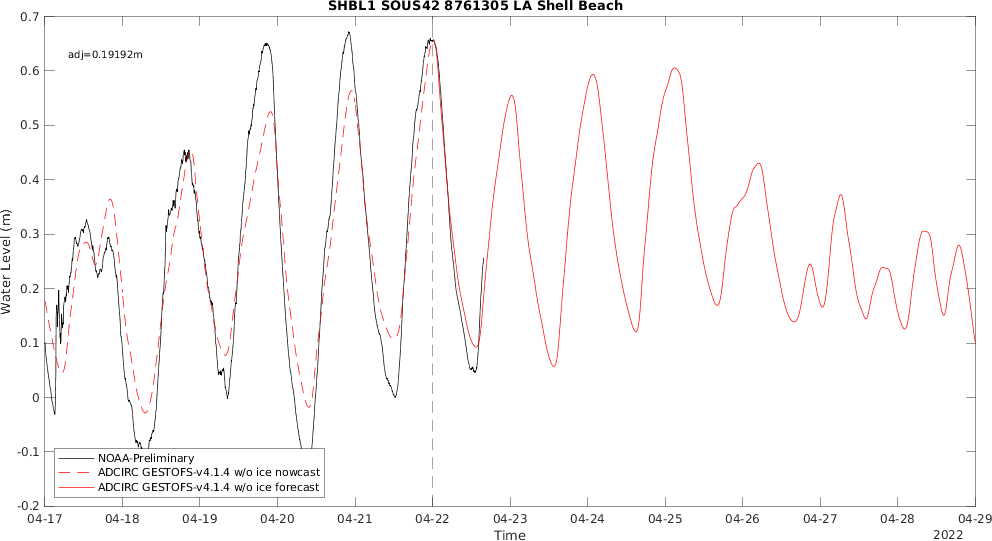 SHBL1 SOUS42 8761305 LA Shell Beach
adj=0.19192m
0.7
0.6
0.5
0.4
0.3
0.2
0.1
0
-0.1
-0.2
Water Level (m)
NOAA-Preliminary
ADCIRC GESTOFS-v4.1.4 w/o ice nowcast
ADCIRC GESTOFS-v4.1.4 w/o ice forecast
04-17 04-18 04-19 04-20 04-21 04-22 04-23 04-24 04-25 04-26 04-27 04-28 04-29
Time
2022